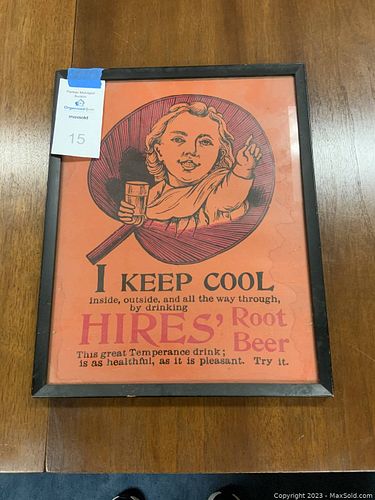 maxsold
15
I KEEP COOL
inside, outside, and all the way through,
by drinking
HIRES' Root
Beer
This great Temperance drink;
is as healthful, as it is pleasant. Try it.
Copyright 2023 - MaxSold.com